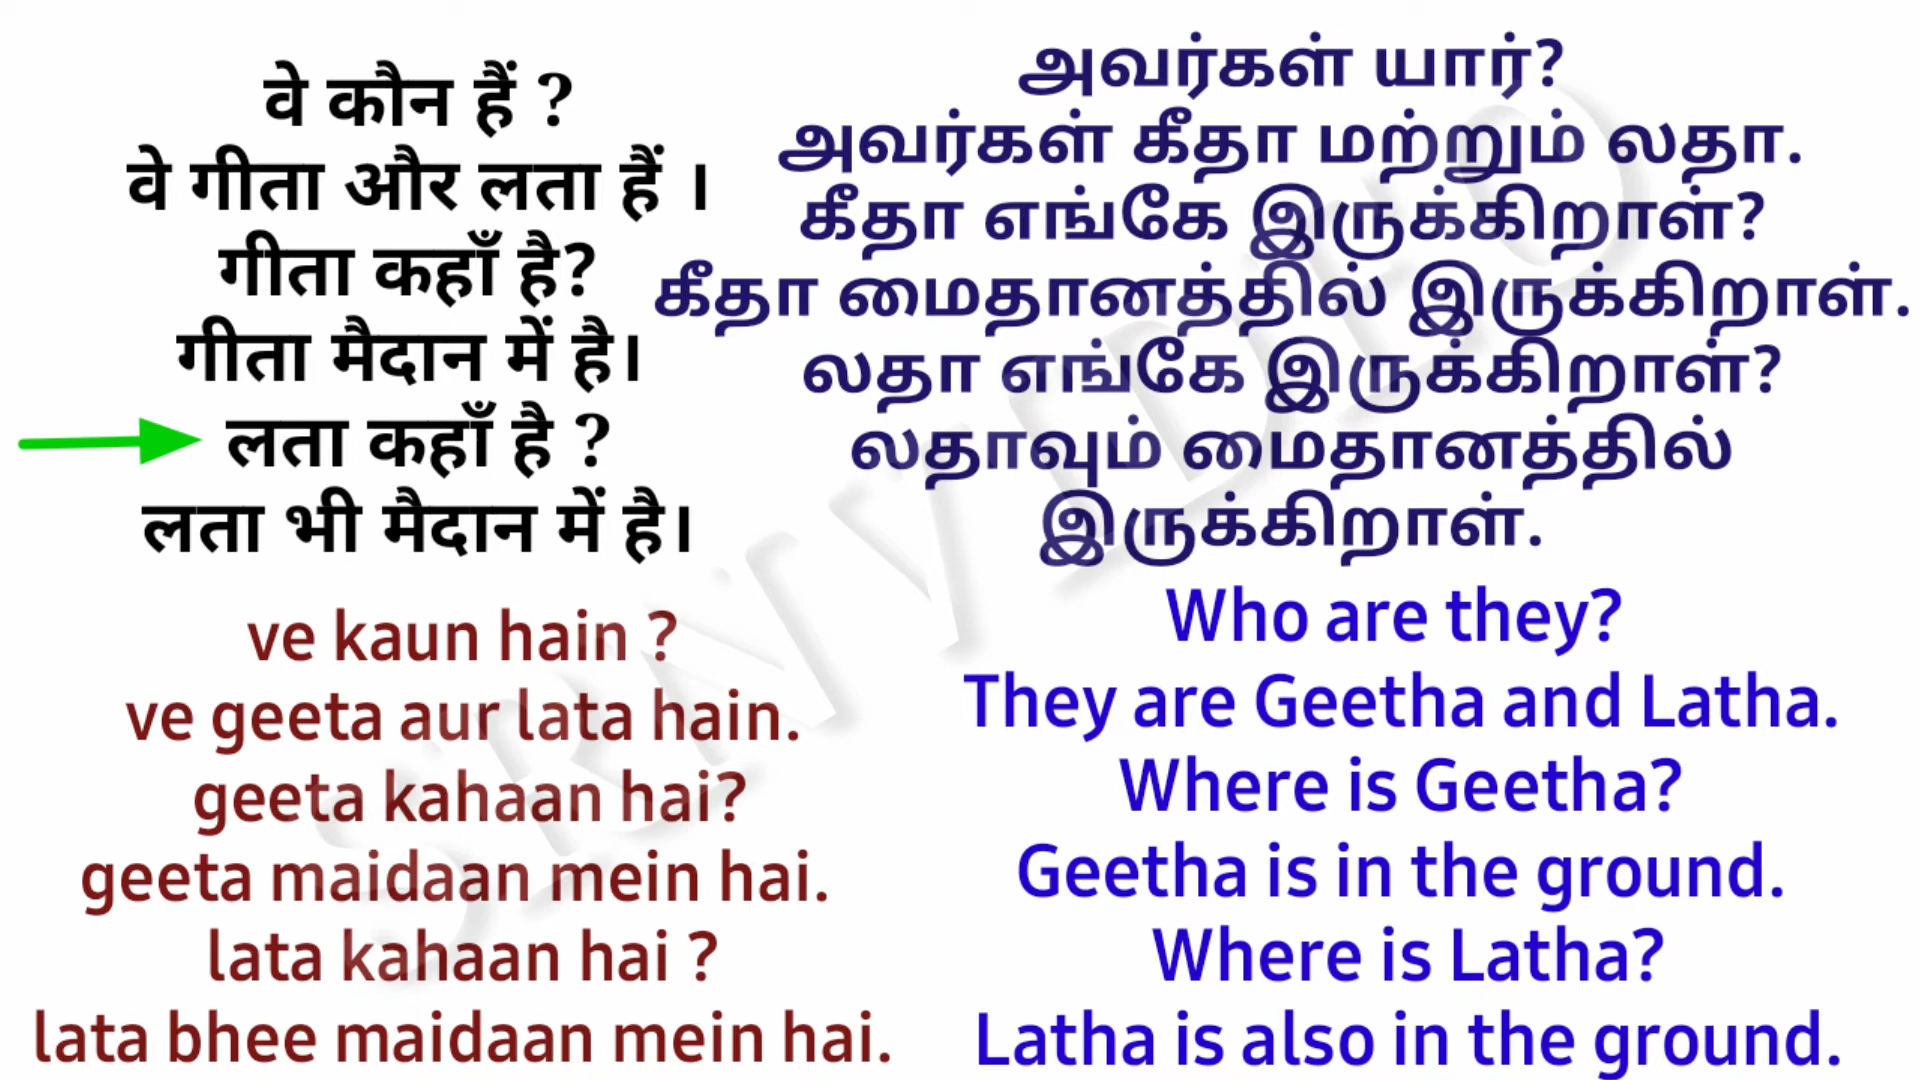 वे कौन हैं ?
वे गीता और लता हैं ।
गीता कहाँ है?
गीता मैदान में है।
लता कहाँ है ?
लता भी मैदान में है।
அவர்கள் யார்?
அவர்கள் கீதா மற்றும் லதா.
கீதா எங்கே இருக்கிறாள்?
கீதா மைதானத்தில் இருக்கிறாள்.
லதா எங்கே இருக்கிறாள்?
லதாவும் மைதானத்தில்
இருக்கிறாள்.
ve kaun hain ?
ve geeta aur lata hain.
geeta kahaan hai?
geeta maidaan mein hai.
lata kahaan hai ?
lata bhee maidaan mein hai.
Who are they?
They are Geetha and Latha.
Where is Geetha?
Geetha is in the ground.
Where is Latha?
Latha is also in the ground.